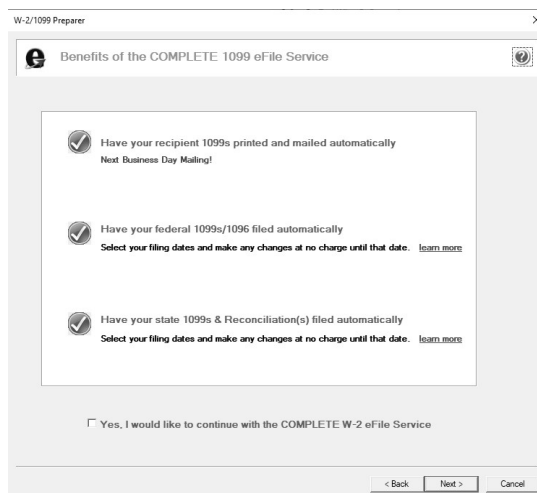 W-2/1099 Preparer
Benefits of the COMPLETE 1099 eFile Service
Have your recipient 1099s printed and mailed automatically
Next Business Day Mailing!
Have your federal 1099s/1096 filed automatically
Select your filing dates and make any changes at no charge until that date. learn more
Have your state 1099s & Reconciliation(s) filed automatically
Select your filing dates and make any changes at no charge until that date. learn more
Yes, I would like to continue with the COMPLETE W-2 eFile Service
< Back Next > Cancel